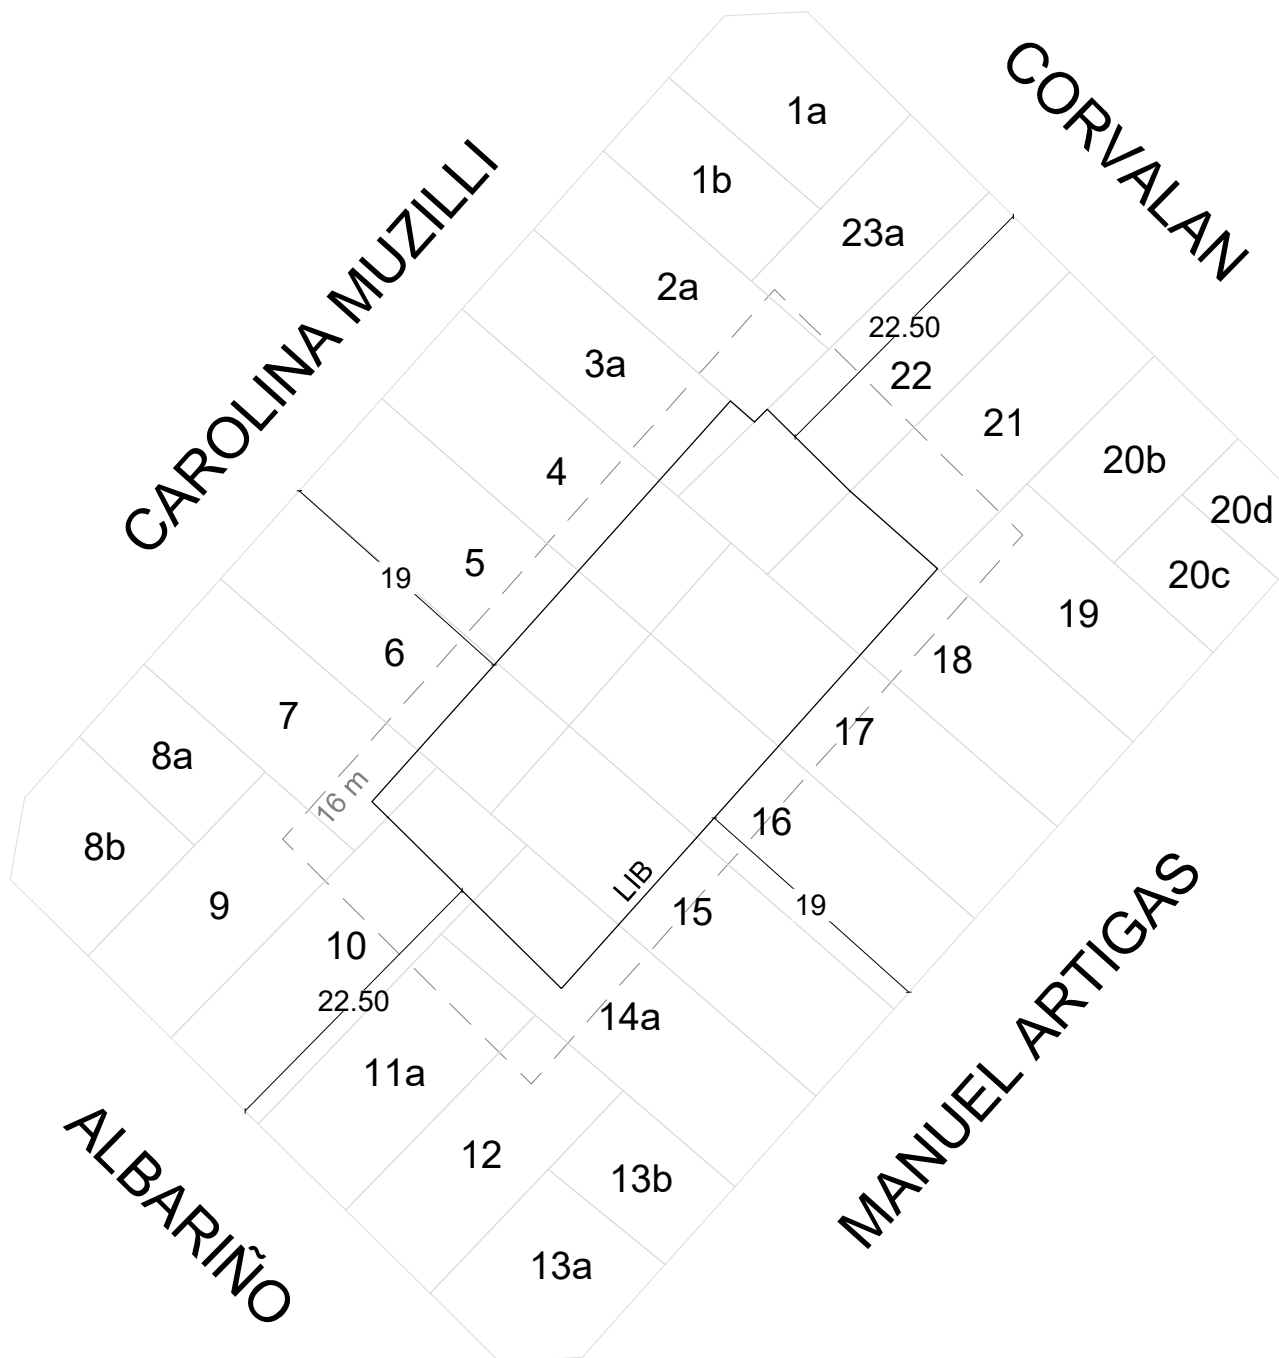 CORVALAN
1a
1b
23a
CAROLINA MUZILLI
2a
22.50
3a
22
21
4
20b
20d
5
19
20c
19
6
18
7
17
8a
16 m
16
8b
LIB
9
15
19
10
22.50
14a
MANUEL ARTIGAS
11a
12
13b
ALBARIÑO
13a